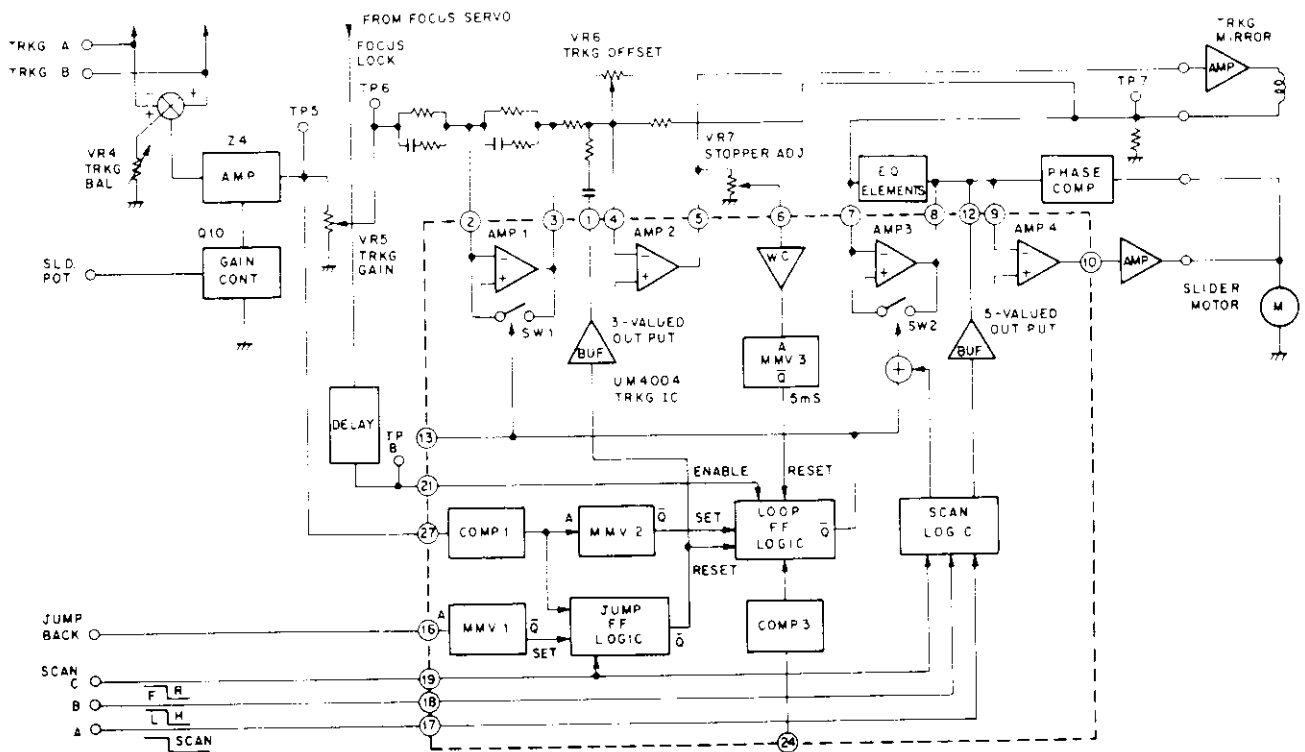 FROM FOCUS SERVO
FOCUS
LOCK
TRKG A
TRKG B
VR6
TRKG OFFSET
TRKG
MIRROR
AMP
TP5
TP6
TP7
VR4
TRKG
BAL
Z4
AMP
VR7
STOPPER ADJ
EQ
ELEMENTS
PHASE
COMP
2
3
1
4
5
6
7
8
12
9
Q10
GAIN
CONT
SLD.
POT
VR5
TRKG
GAIN
AMP 1
AMP 2
AMP 3
AMP 4
10
AMP
SLIDER
MOTOR
M
SW1
3-VALUED
OUT PUT
BUF
SW2
5-VALUED
OUT PUT
BUF
A
MMV 3
Q̄
5mS
UM4004
TRKG IC
DELAY
TP
8
13
21
ENABLE
RESET
27
COMP 1
A
MMV 2
Q̄
SET
RESET
LOOP
FF
LOGIC
Q̄
SCAN
LOGIC
JUMP
BACK
16
A
MMV 1
Q̄
SET
JUMP
FF
LOGIC
Q̄
COMP 3
SCAN
C
19
F R
B
18
L H
A
17
SCAN
24